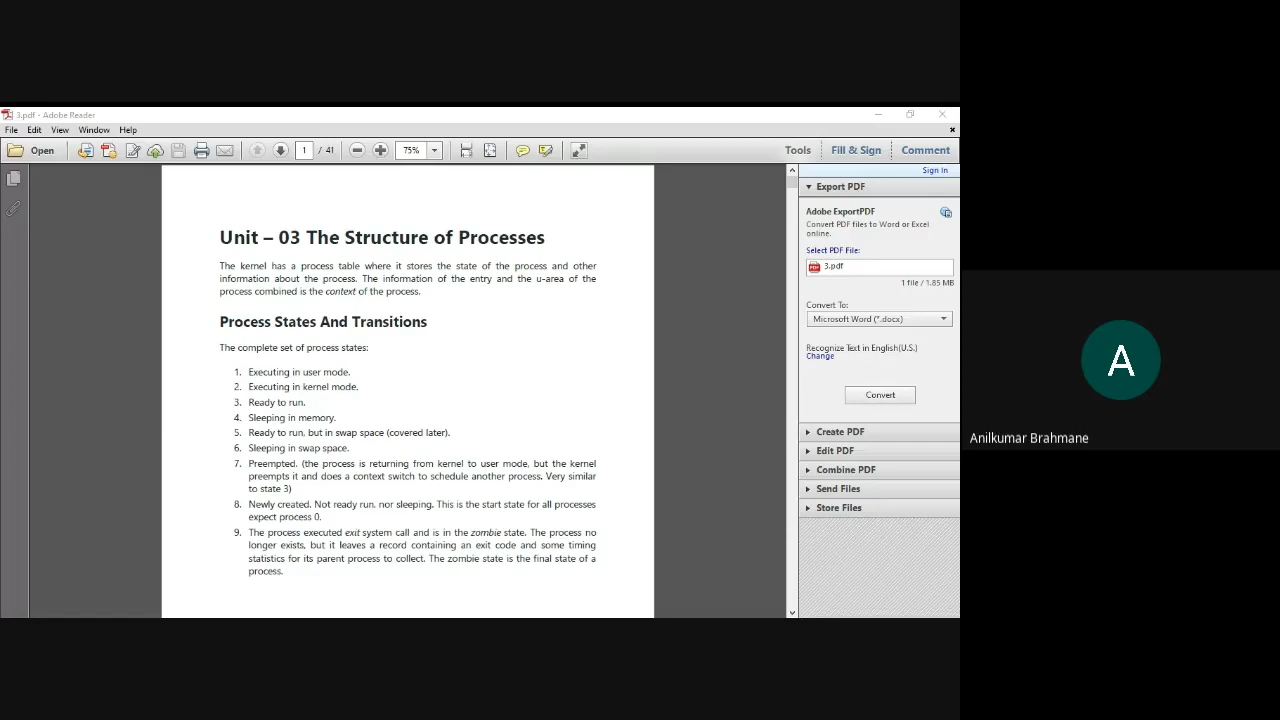 3.pdf - Adobe Reader
File Edit View Window Help
Open 1 / 41 75% Tools Fill & Sign Comment
Sign In
Export PDF
Adobe ExportPDF
Convert PDF files to Word or Excel
online.
Select PDF File:
3.pdf
1 file / 1.85 MB
Convert To:
Microsoft Word (*.docx)
Recognize Text in English(U.S.)
Change
Convert
Create PDF
Edit PDF
Combine PDF
Send Files
Store Files
Unit – 03 The Structure of Processes
The kernel has a process table where it stores the state of the process and other
information about the process. The information of the entry and the u-area of the
process combined is the context of the process.
Process States And Transitions
The complete set of process states:
1. Executing in user mode.
2. Executing in kernel mode.
3. Ready to run.
4. Sleeping in memory.
5. Ready to run, but in swap space (covered later).
6. Sleeping in swap space.
7. Preempted. (the process is returning from kernel to user mode, but the kernel
preempts it and does a context switch to schedule another process. Very similar
to state 3)
8. Newly created. Not ready run, nor sleeping. This is the start state for all processes
expect process 0.
9. The process executed exit system call and is in the zombie state. The process no
longer exists, but it leaves a record containing an exit code and some timing
statistics for its parent process to collect. The zombie state is the final state of a
process.
A
Anilkumar Brahmane